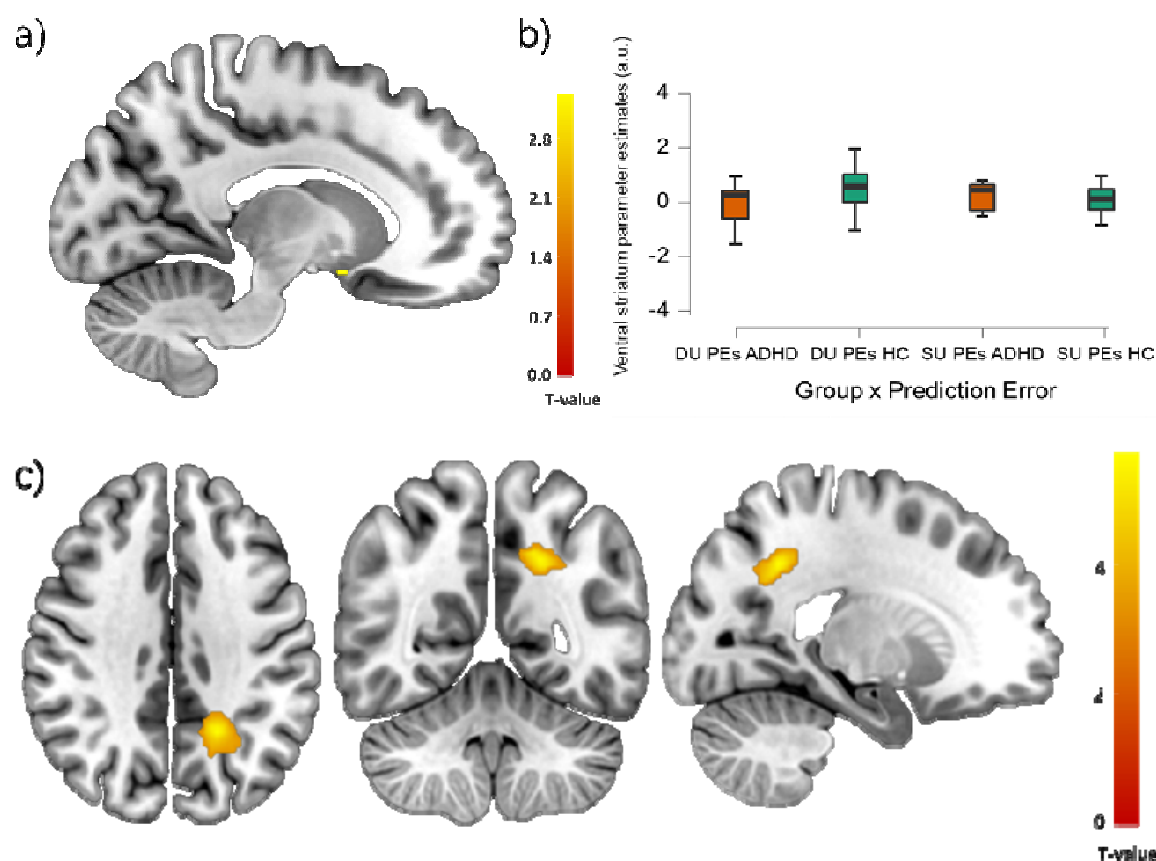 a)
2.8
2.1
1.4
0.7
0.0
T-value
b)
Ventral striatum parameter estimates (a.u.)
4
2
0
-2
-4
DU PEs ADHD
DU PEs HC
SU PEs ADHD
SU PEs HC
Group x Prediction Error
c)
4
2
0
T-value